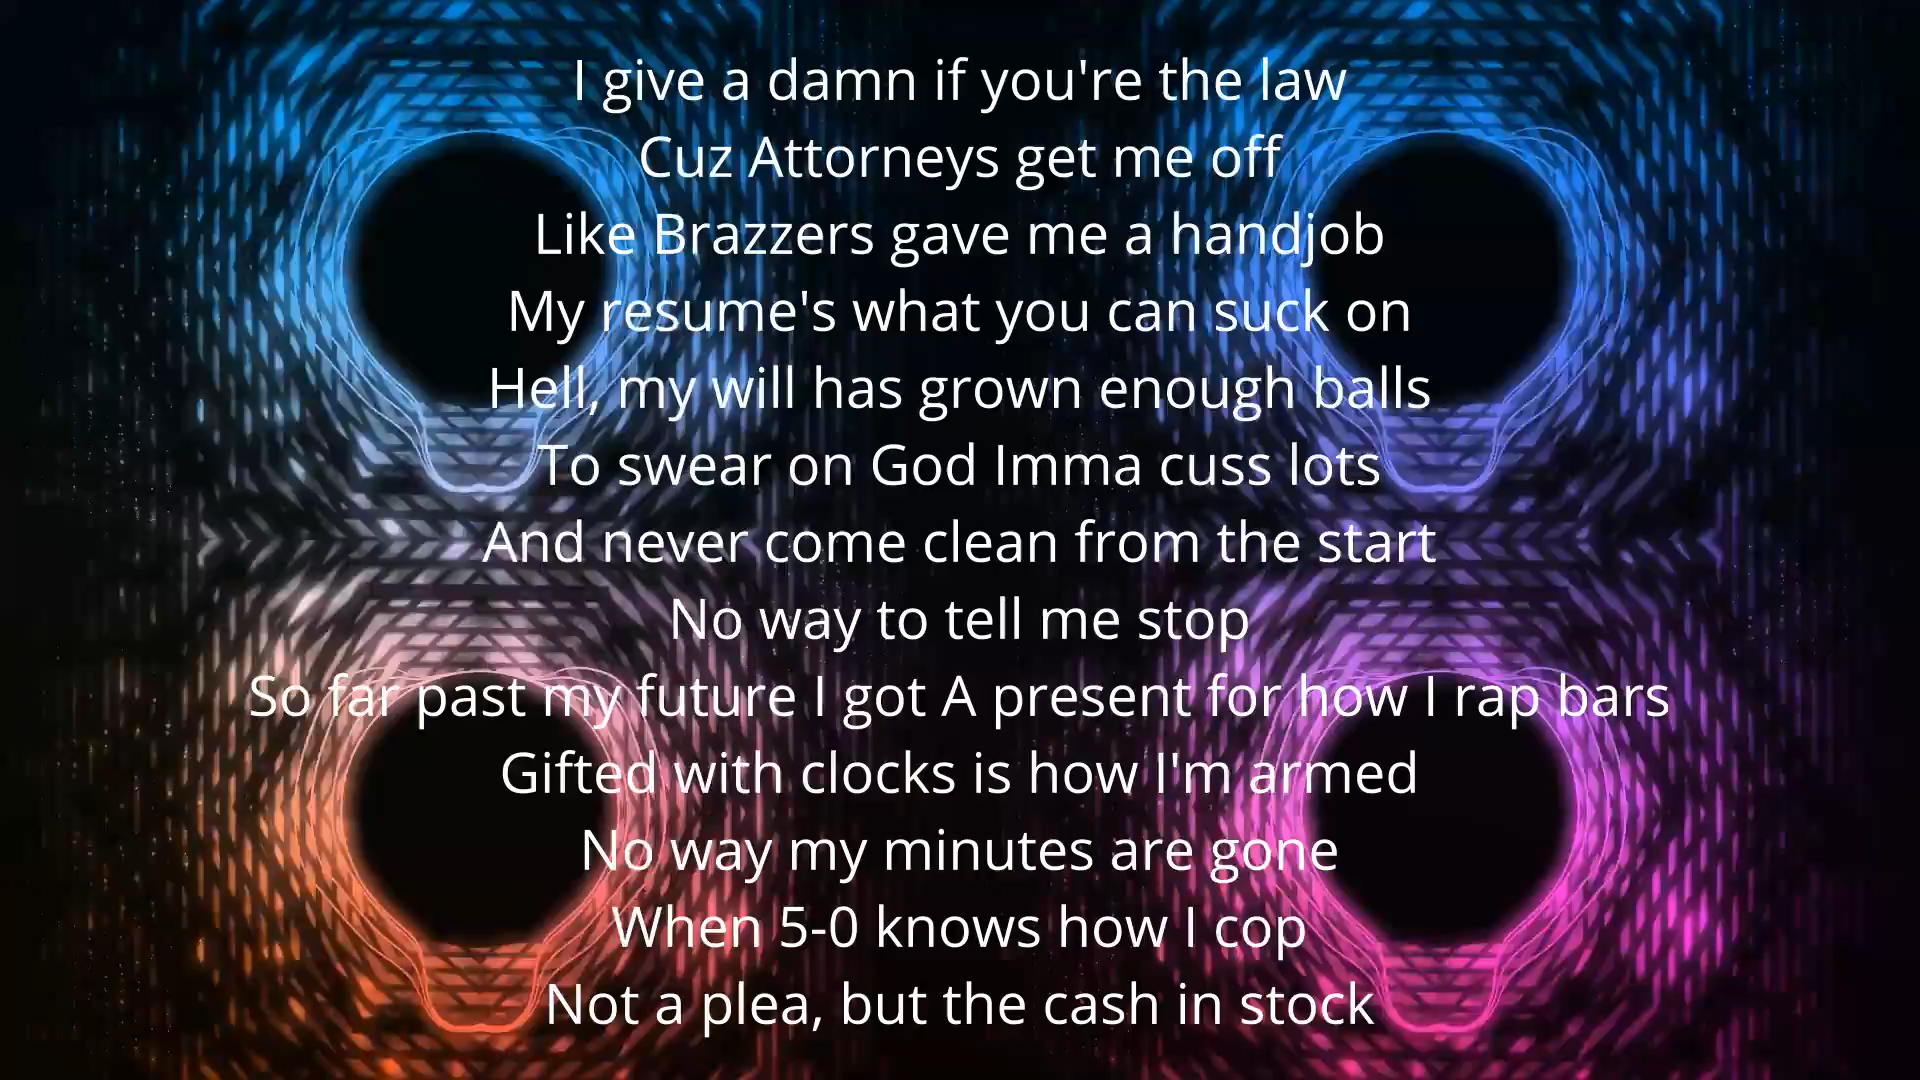 I give a damn if you're the law
Cuz Attorneys get me off
Like Brazzers gave me a handjob
My resume's what you can suck on
Hell, my will has grown enough balls
To swear on God Imma cuss lots
And never come clean from the start
No way to tell me stop
So far past my future I got A present for how I rap bars
Gifted with clocks is how I'm armed
No way my minutes are gone
When 5-0 knows how I cop
Not a plea, but the cash in stock